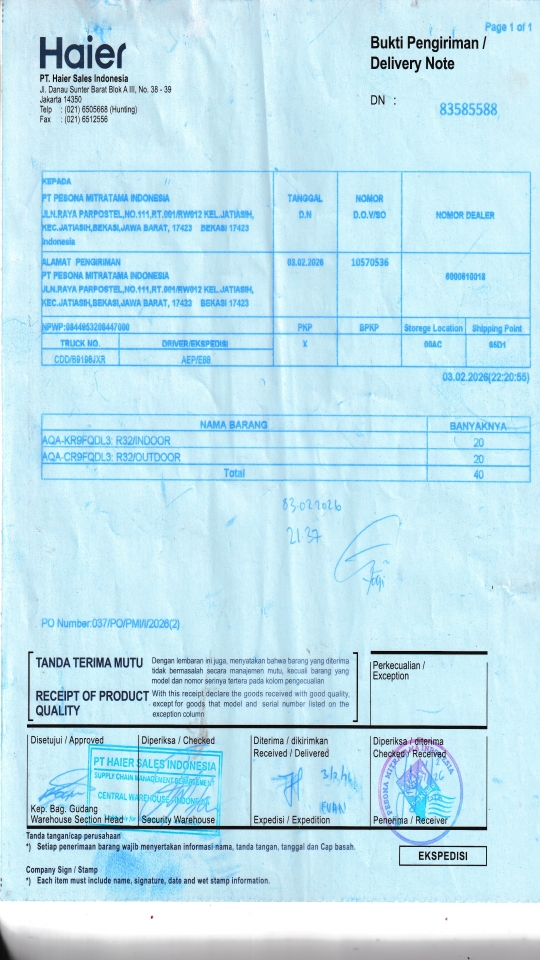 Page 1 of 1
Haier
Bukti Pengiriman /
Delivery Note
PT. Haier Sales Indonesia
Jl. Danau Sunter Barat Blok A III, No. 38 - 39
Jakarta 14350
Telp : (021) 6505668 (Hunting)
Fax : (021) 6512556
DN : 83585588
KEPADA
PT PESONA MITRATAMA INDONESIA
JLN.RAYA PARPOSTEL,NO.111,RT.001/RW012 KEL.JATIASIH,
KEC.JATIASIH,BEKASI,JAWA BARAT, 17423 BEKASI 17423
Indonesia
TANGGAL
D.N
NOMOR
D.O.V/SO
NOMOR DEALER
ALAMAT PENGIRIMAN
PT PESONA MITRATAMA INDONESIA
JLN.RAYA PARPOSTEL,NO.111,RT.001/RW012 KEL.JATIASIH,
KEC.JATIASIH,BEKASI,JAWA BARAT, 17423 BEKASI 17423
03.02.2026
10570536
6000610018
PKP
BPKP
Storege Location
Shipping Point
TRUCK NO.
DRIVER/EKSPEDISI
X
00AC
85D1
CDD/B9198JXR
03.02.2026(22:20:55)
NAMA BARANG
BANYAKNYA
AQA-KR9FQDL3: R32/INDOOR 20
AQA-CR9FQDL3: R32/OUTDOOR 20
Total 40
21.37
PO Number:037/PO/PMI/I/2026(2)
TANDA TERIMA MUTU
Dengan lembaran ini juga, menyatakan bahwa barang yang diterima
tidak bermasalah secara manajemen mutu, kecuali barang yang
model dan nomor serinya tertera pada kolom pengecualian
RECEIPT OF PRODUCT
QUALITY
With this receipt declare the goods received with good quality,
except for goods that model and serial number listed on the
exception column
Perkecualian /
Exception
Disetujui / Approved
Diperiksa / Checked
Diterima / dikirimkan
Received / Delivered
Diperiksa / diterima
Checked / Received
PT HAIER SALES INDONESIA
SUPPLY CHAIN MANAGEMENT DEPARTEMENT
CENTRAL WAREHOUSE - INDONESIA
EVAN
Kep. Bag. Gudang
Warehouse Section Head
Security Warehouse
Expedisi / Expedition
Penerima / Receiver
Tanda tangan/cap perusahaan
*) Setiap penerimaan barang wajib menyertakan informasi nama, tanda tangan, tanggal dan Cap basah.
EKSPEDISI
Company Sign / Stamp
*) Each item must include name, signature, date and wet stamp information.